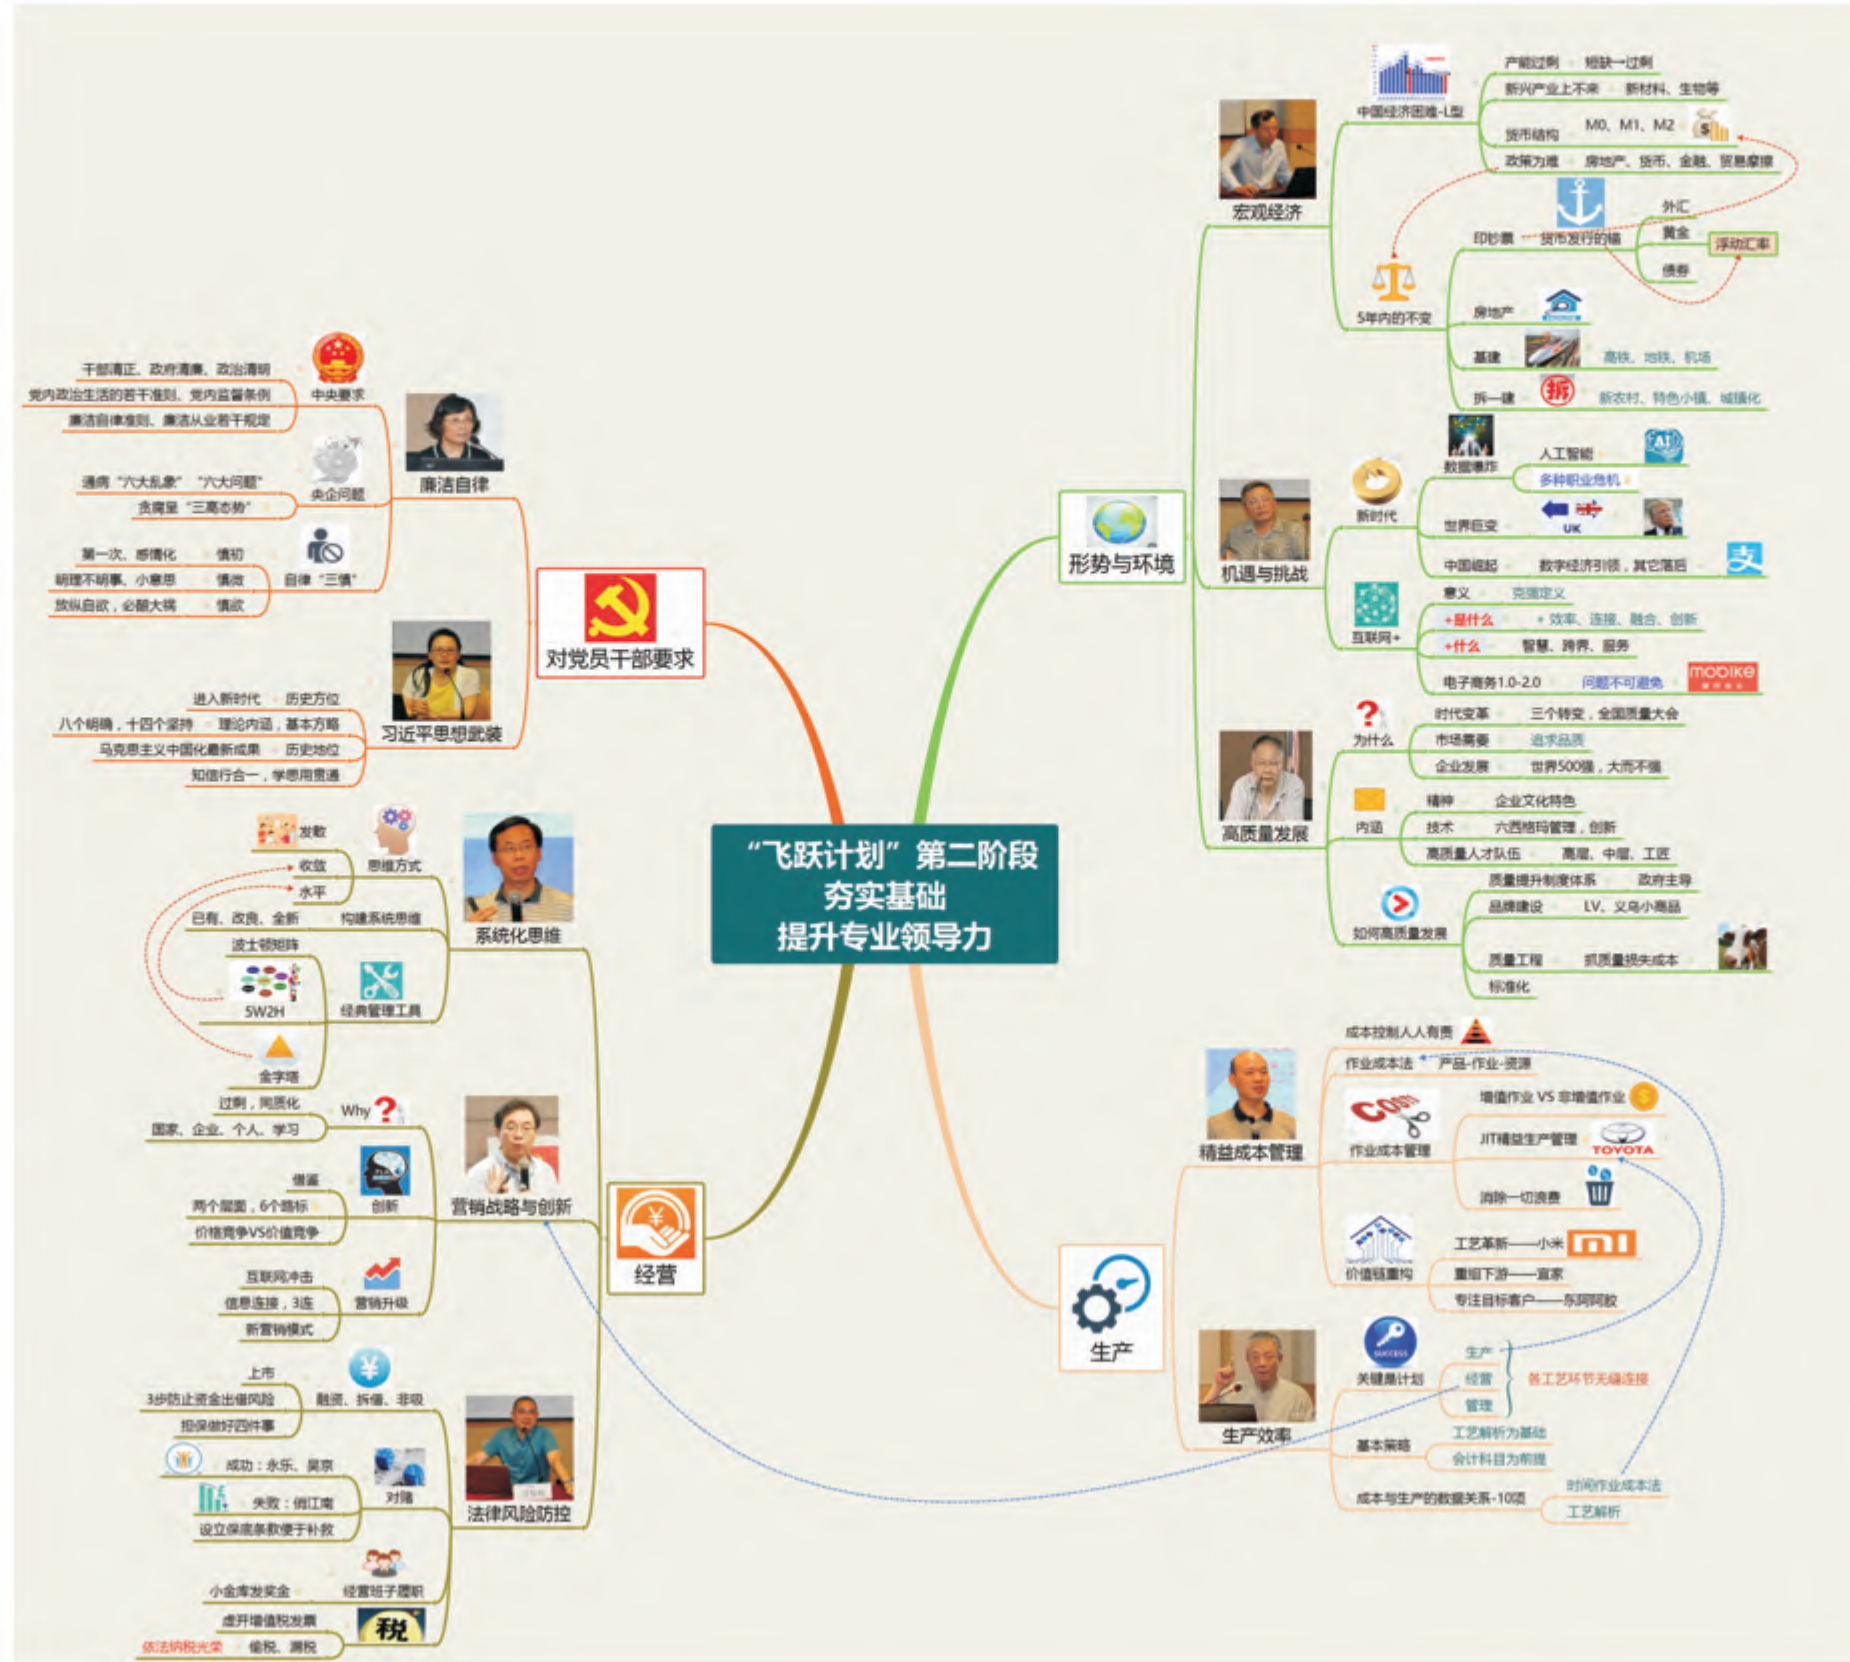 “飞跃计划”第二阶段
夯实基础
提升专业领导力
形势与环境
宏观经济
中国经济困难-L型
产能过剩 短缺→过剩
新兴产业上不来 新材料、生物等
货币结构 M0、M1、M2
政策为难 房地产、货币、金融、贸易摩擦
5年内的不变
印钞票 货币发行的锚
外汇
黄金
债券
浮动汇率
房地产
基建 高铁、地铁、机场
拆一建 新农村、特色小镇、城镇化
拆
机遇与挑战
新时代
数据爆炸
人工智能
AI
多种职业危机
世界巨变
UK
中国崛起 数字经济引领，其它落后
支
互联网+
意义 克强定义
+是什么 + 效率、连接、融合、创新
+什么 智慧、跨界、服务
电子商务1.0-2.0 问题不可避免
mobike
高质量发展
为什么
时代变革 三个转变，全国质量大会
市场需要 追求品质
企业发展 世界500强，大而不强
内涵
精神 企业文化特色
技术 六西格玛管理，创新
高质量人才队伍 高层、中层、工匠
如何高质量发展
质量提升制度体系 政府主导
品牌建设 LV、义乌小商品
质量工程 抓质量损失成本
标准化
生产
精益成本管理
成本控制人人有责
作业成本法 产品-作业-资源
作业成本管理
增值作业 VS 非增值作业
JIT精益生产管理
TOYOTA
消除一切浪费
价值链重构
工艺革新——小米
mi
重组下游——宜家
专注目标客户——东阿阿胶
生产效率
SUCCESS
关键是计划
生产
经营
管理
各工艺环节无缝连接
基本策略
工艺解析为基础
会计科目为前提
成本与生产的数据关系-10项
时间作业成本法
工艺解析
对党员干部要求
廉洁自律
中央要求
干部清正、政府清廉、政治清明
党内政治生活的若干准则、党内监督条例
廉洁自律准则、廉洁从业若干规定
央企问题
通病“六大乱象”“六大问题”
贪腐呈“三高态势”
自律“三慎”
第一次、感情化 慎初
明理不明事、小意思 慎微
放纵自欲，必酿大祸 慎欲
习近平思想武装
进入新时代 历史方位
八个明确，十四个坚持 理论内涵，基本方略
马克思主义中国化最新成果 历史地位
知信行合一，学思用贯通
经营
系统化思维
思维方式
发散
收敛
水平
已有、改良、全新 构建系统思维
经典管理工具
波士顿矩阵
5W2H
金字塔
营销战略与创新
Why
过剩，同质化
国家、企业、个人、学习
创新
借鉴
两个层面，6个路标
价格竞争VS价值竞争
营销升级
互联网冲击
信息连接，3连
新营销模式
法律风险防控
融资、拆借、非吸
上市
3步防止资金出借风险
担保做好四件事
对赌
成功：永乐、吴京
失败：俏江南
设立保底条款便于补救
小金库发奖金 经营班子履职
税
虚开增值税发票
依法纳税光荣 偷税、漏税